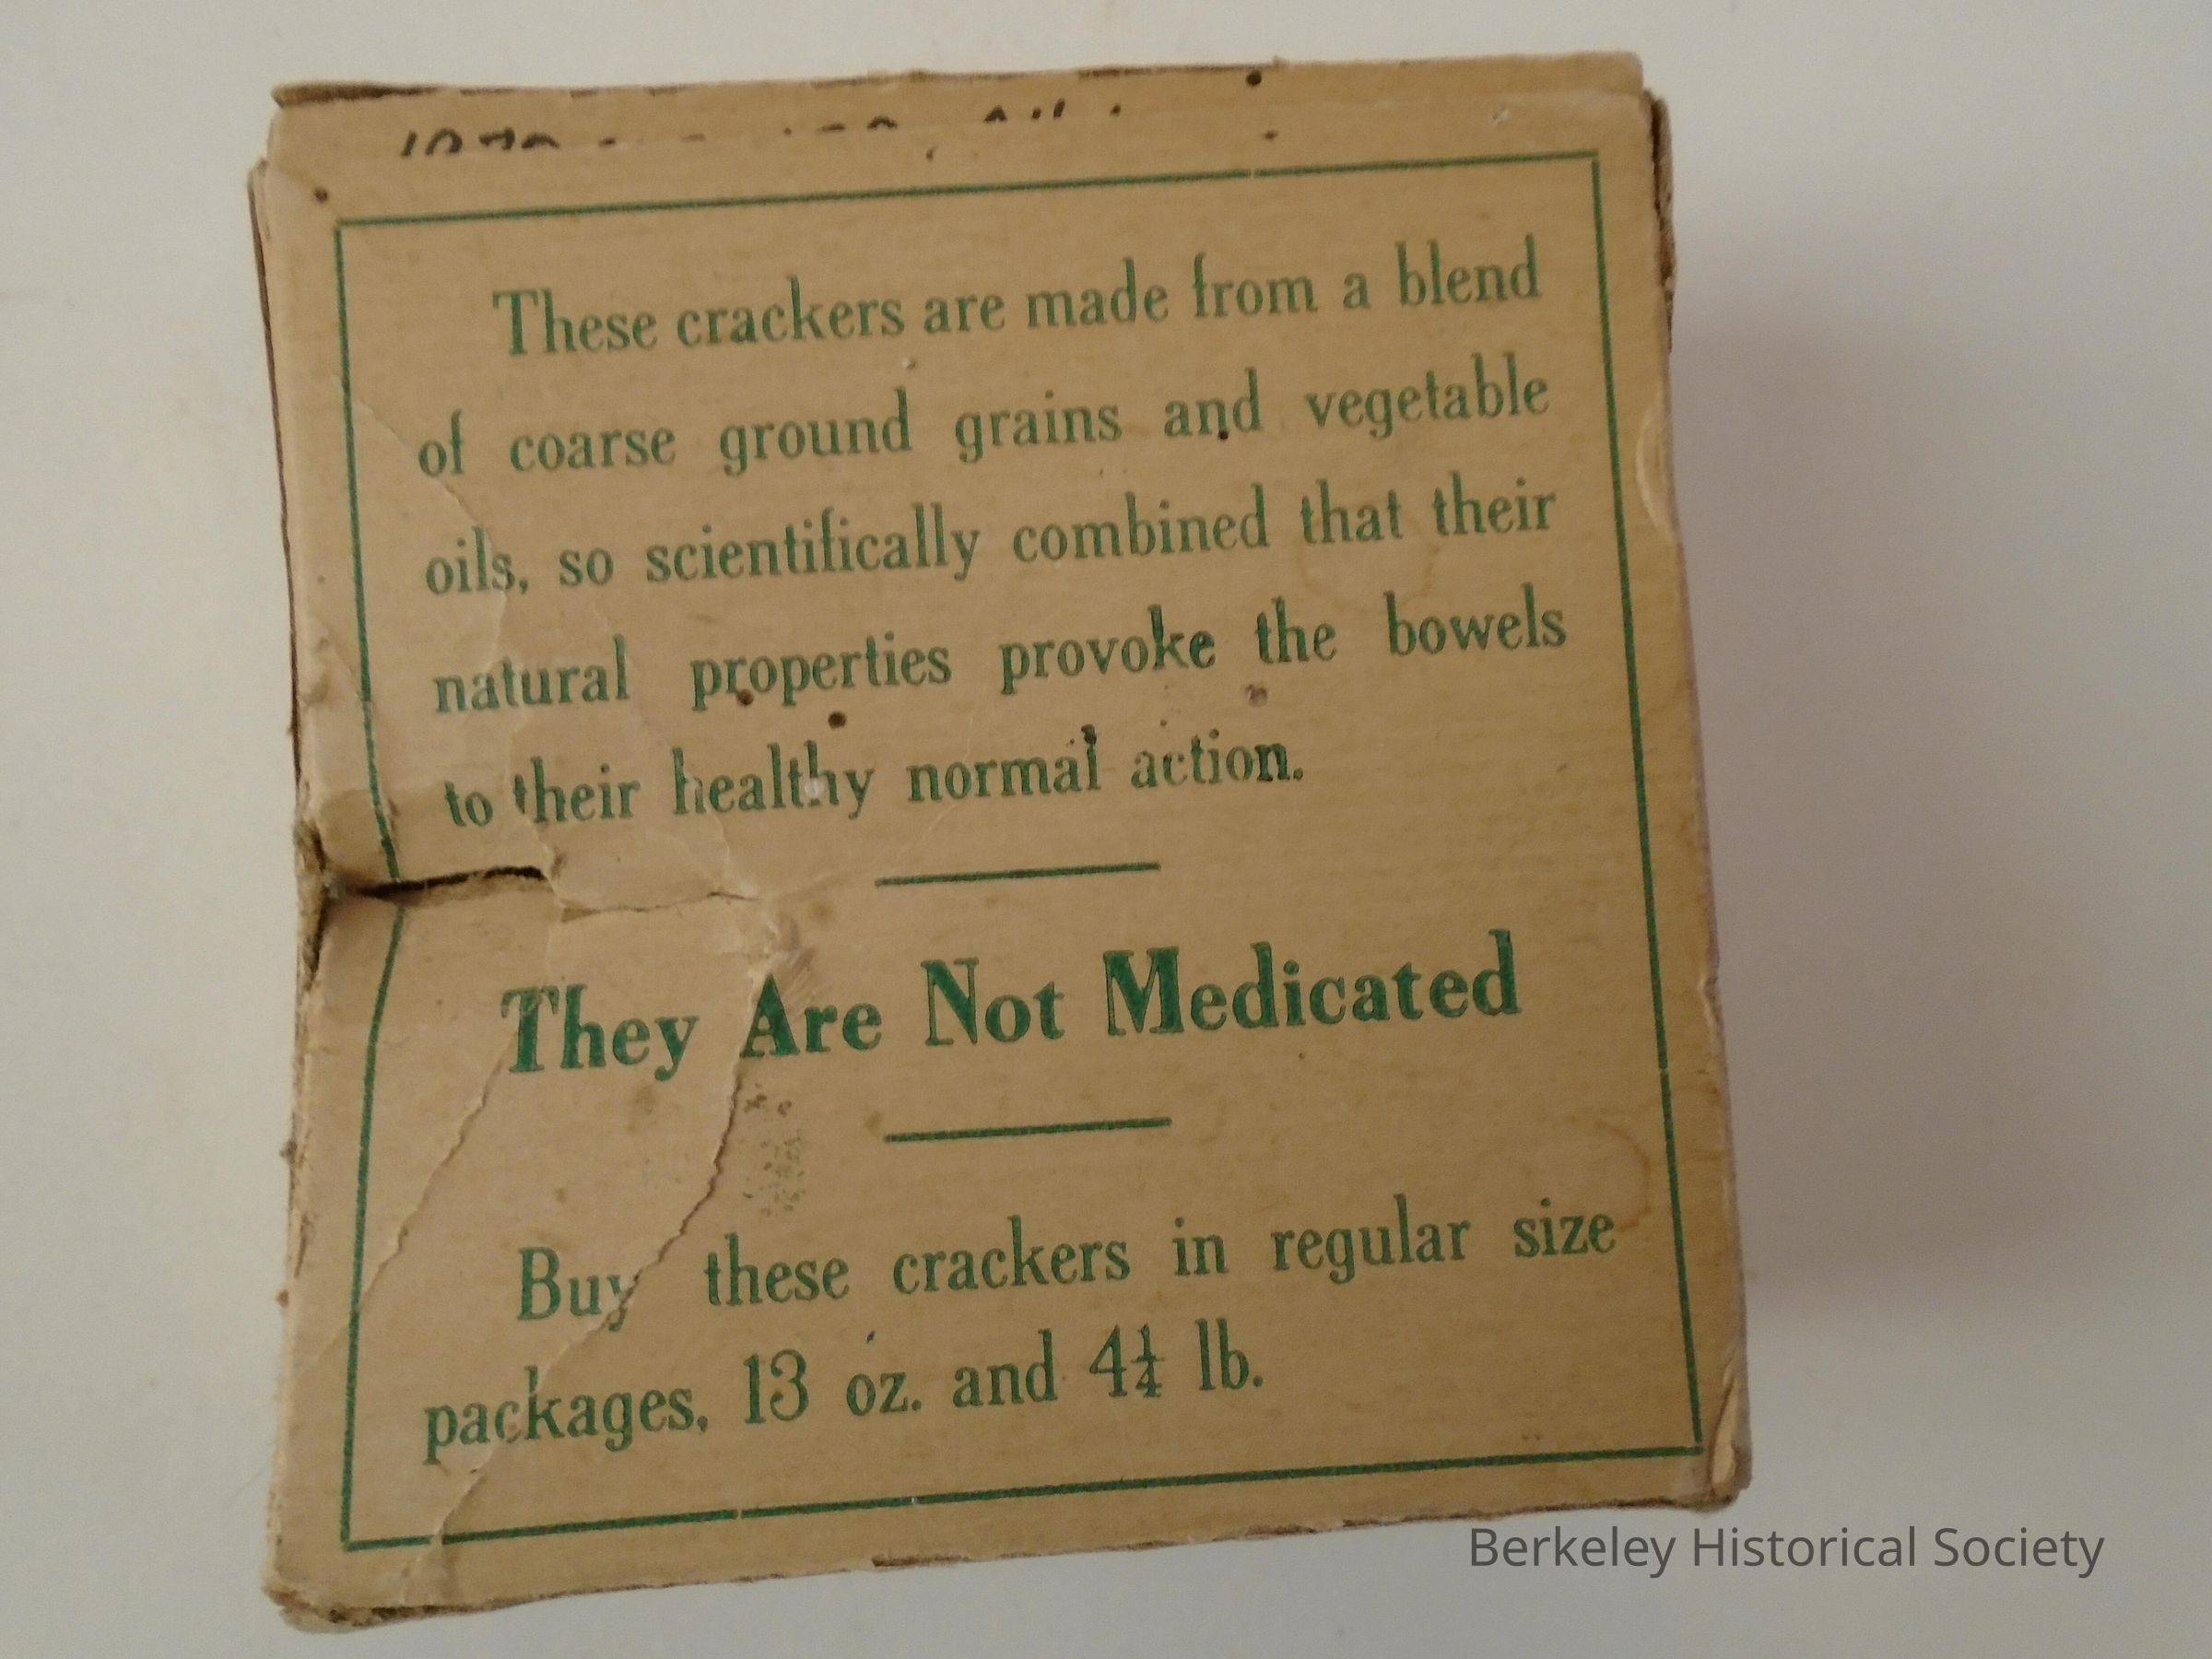 These crackers are made from a blend
of coarse ground grains and vegetable
oils, so scientifically combined that their
natural properties provoke the bowels
to their healthy normal action.
They Are Not Medicated
Buy these crackers in regular size
packages, 13 oz. and 4¼ lb.
Berkeley Historical Society